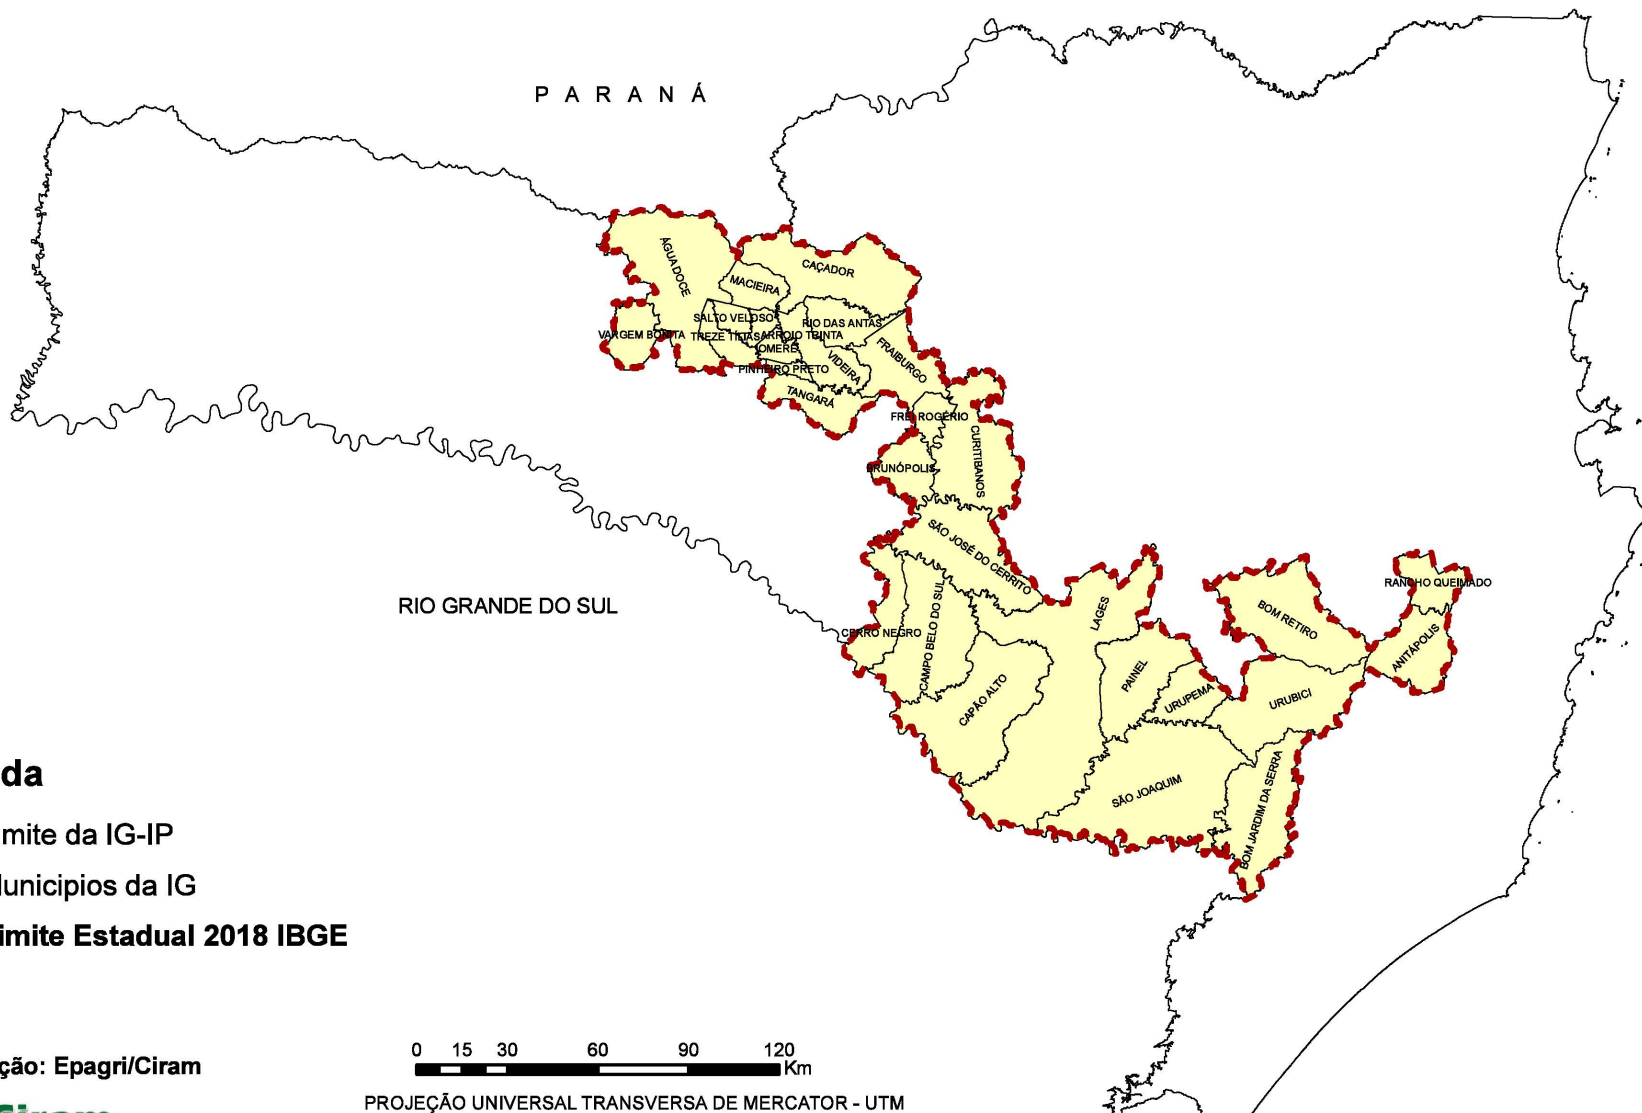 PARANÁ
ÁGUA DOCE
CAÇADOR
MACIEIRA
SALTO VELOSO
RIO DAS ANTAS
VARGEM BONITA
TREZE TILIAS
ARROIO TRINTA
IOMERÊ
FRAIBURGO
VIDEIRA
PINHEIRO PRETO
TANGARÁ
FREI ROGÉRIO
CURITIBANOS
BRUNÓPOLIS
SÃO JOSÉ DO CERRITO
RANCHO QUEIMADO
RIO GRANDE DO SUL
LAGES
BOM RETIRO
CERRO NEGRO
CAMPO BELO DO SUL
ANITÁPOLIS
PAINEL
CAPÃO ALTO
URUPEMA
URUBICI
SÃO JOAQUIM
BOM JARDIM DA SERRA
da
mite da IG-IP
unicipios da IG
imite Estadual 2018 IBGE
ção: Epagri/Ciram
0 15 30 60 90 120
Km
PROJEÇÃO UNIVERSAL TRANSVERSA DE MERCATOR - UTM